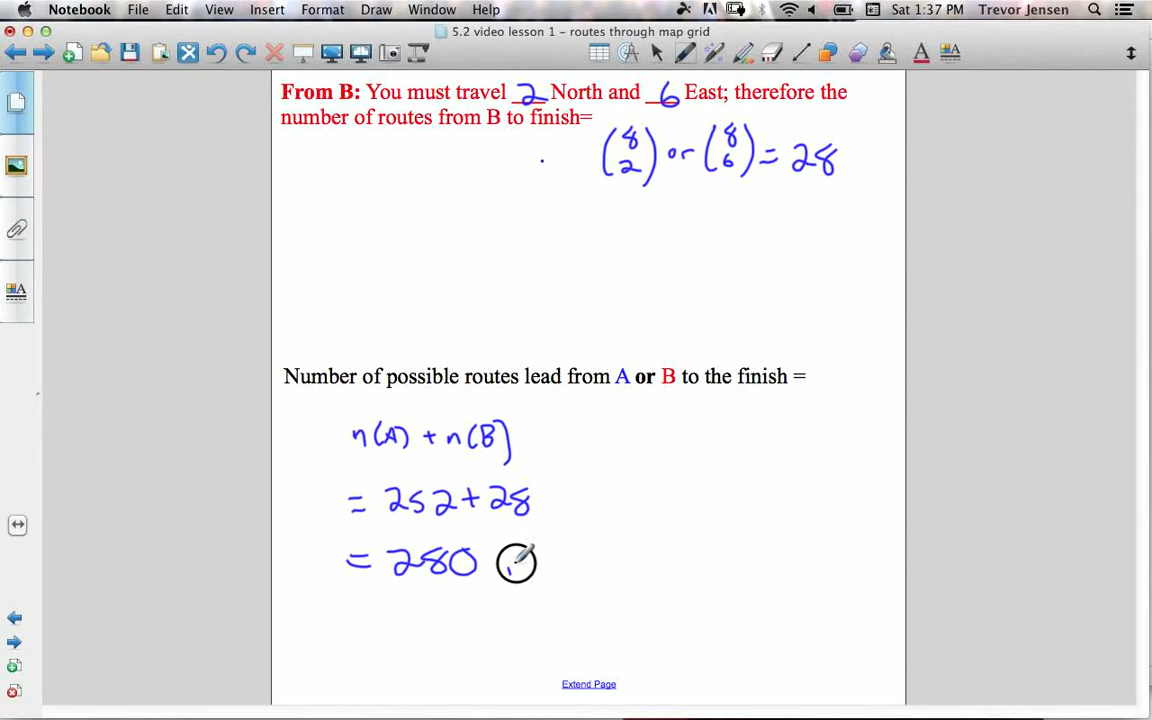 Notebook File Edit View Insert Format Draw Window Help Sat 1:37 PM Trevor Jensen
5.2 video lesson 1 – routes through map grid
From B: You must travel 2 North and 6 East; therefore the
number of routes from B to finish=
(8 2) or (8 6) = 28
Number of possible routes lead from A or B to the finish =
n(A) + n(B)
= 252 + 28
= 280
Extend Page